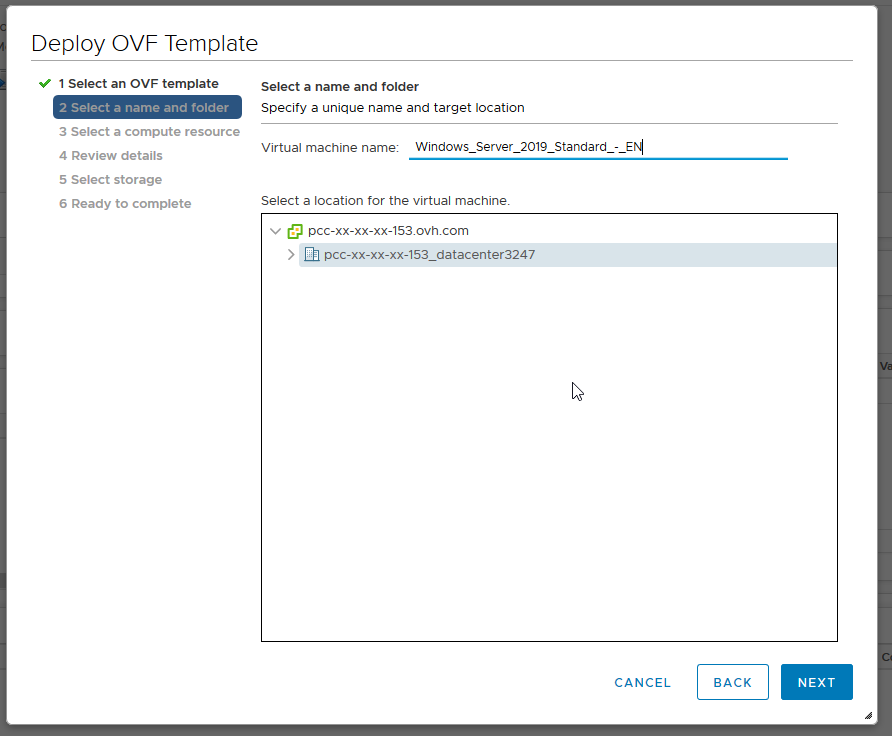 Deploy OVF Template
1 Select an OVF template
2 Select a name and folder
3 Select a compute resource
4 Review details
5 Select storage
6 Ready to complete
Select a name and folder
Specify a unique name and target location
Virtual machine name: Windows_Server_2019_Standard_-_EN
Select a location for the virtual machine.
pcc-xx-xx-xx-153.ovh.com
pcc-xx-xx-xx-153_datacenter3247
CANCEL
BACK
NEXT